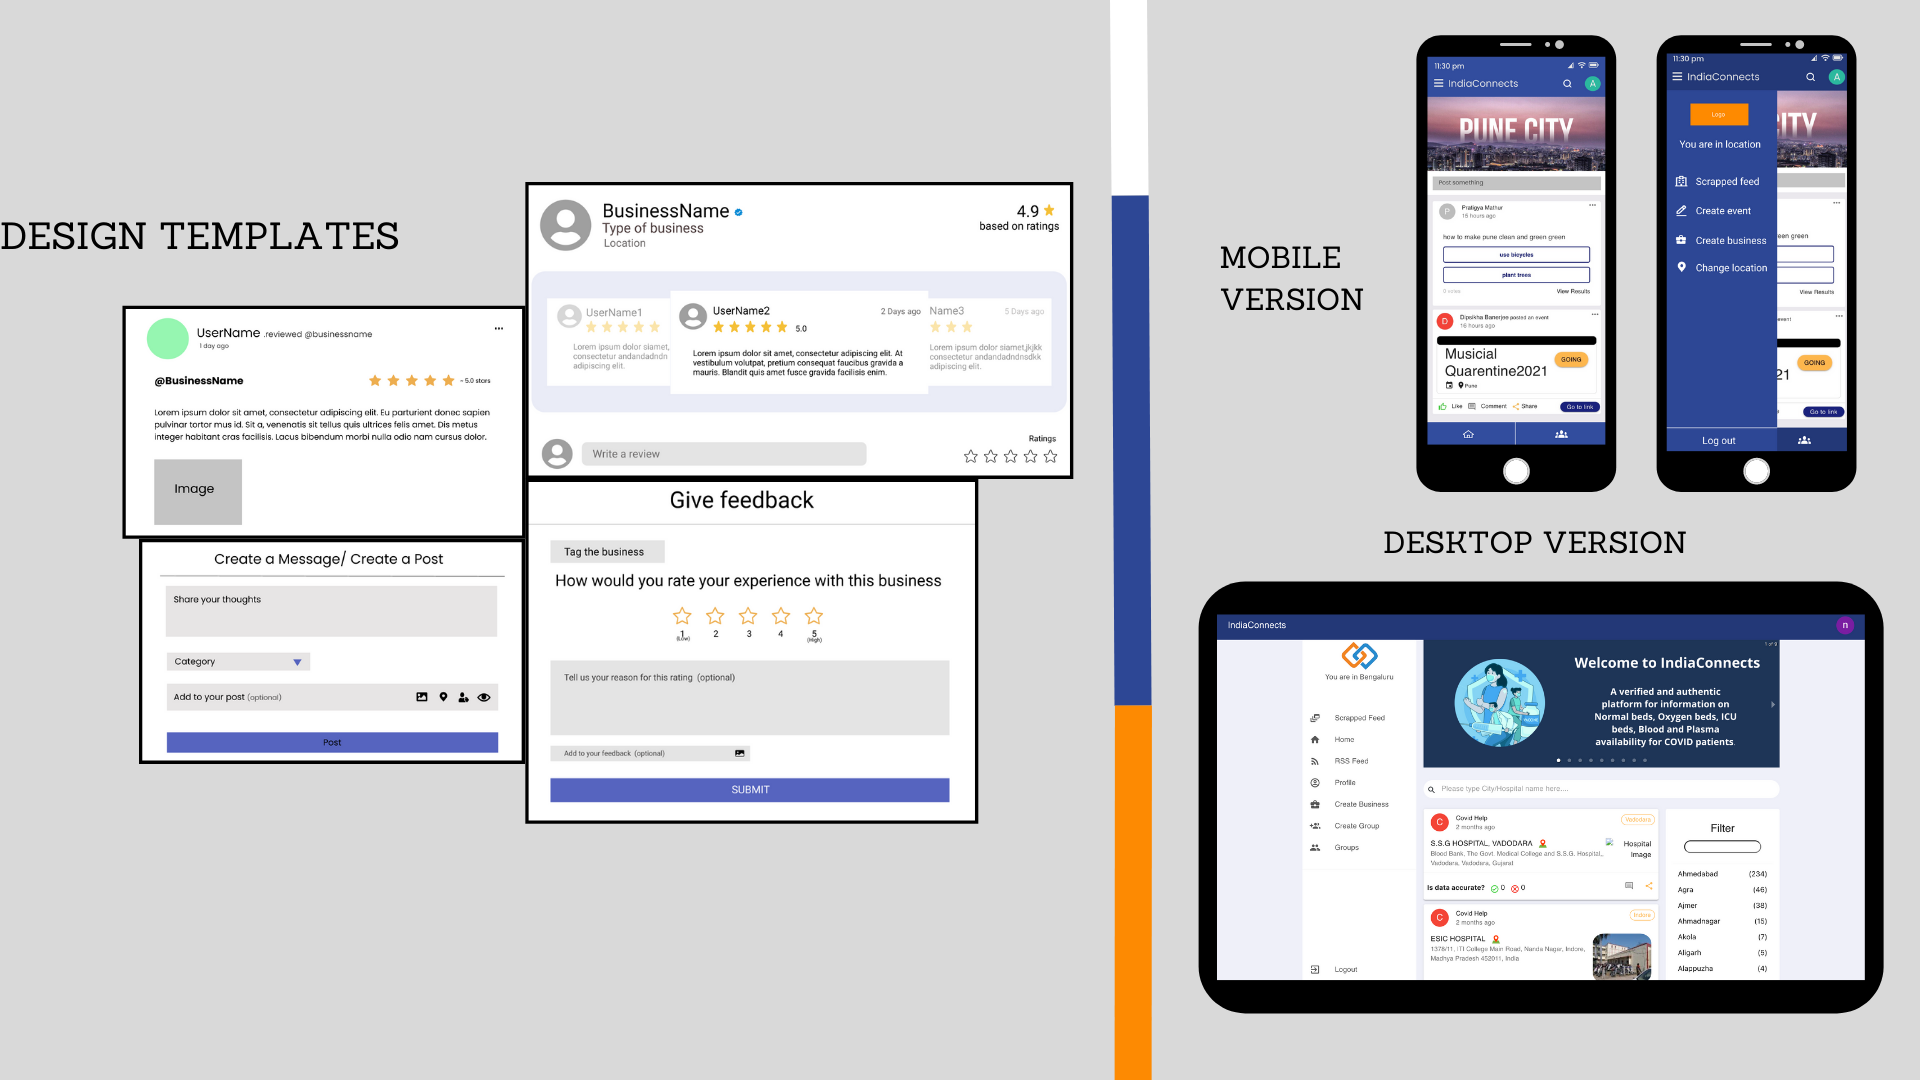 DESIGN TEMPLATES
UserName .reviewed @businessname
1 day ago
@BusinessName
- 5.0 stars
Lorem ipsum dolor sit amet, consectetur adipiscing elit. Eu parturient donec sapien
pulvinar tortor mus id. Sit a, venenatis sit tellus quis ultrices felis amet. Dis metus
integer habitant cras facilisis. Lacus bibendum morbi nulla odio nam cursus dolor.
Image
Create a Message/ Create a Post
Share your thoughts
Category
Add to your post (optional)
Post
BusinessName
Type of business
Location
4.9
based on ratings
UserName1
Lorem ipsum dolor siamet,
consectetur andandadndn
adipiscing elit.
UserName2
2 Days ago
5.0
Lorem ipsum dolor sit amet, consectetur adipiscing elit. At
vestibulum volutpat, pretium consequat faucibus gravida a
mauris. Blandit quis amet fusce gravida facilisis enim.
Name3
5 Days ago
Lorem ipsum dolor siamet,jkjkk
consectetur andandadndnsdkk
adipiscing elit.
Write a review
Ratings
Give feedback
Tag the business
How would you rate your experience with this business
1 2 3 4 5
(Low) (High)
Tell us your reason for this rating (optional)
Add to your feedback (optional)
SUBMIT
MOBILE
VERSION
11:30 pm
IndiaConnects
A
PUNE CITY
Post something
P
Pratigya Mathur
16 hours ago
how to make pune clean and green green
use bicycles
plant trees
0 votes
View Results
D
Dipsikha Banerjee posted an event
16 hours ago
Musicial
Quarentine2021
GOING
Pune
Like Comment Share Go to link
11:30 pm
IndiaConnects
A
Logo
CITY
You are in location
Scrapped feed
Create event
Create business
Change location
een green
View Results
event
GOING
21
Go to link
Log out
DESKTOP VERSION
IndiaConnects
n
You are in Bengaluru
Scrapped Feed
Home
RSS Feed
Profile
Create Business
Create Group
Groups
Logout
1 of 9
Welcome to IndiaConnects
A verified and authentic
platform for information on
Normal beds, Oxygen beds, ICU
beds, Blood and Plasma
availability for COVID patients
Please type City/Hospital name here....
C
Covid Help
2 months ago
Vadodara
S.S.G HOSPITAL, VADODARA
Blood Bank, The Govt. Medical College and S.S.G. Hospital,,
Vadodara, Vadodara, Gujarat
Hospital
Image
Is data accurate? 0 0
C
Covid Help
2 months ago
Indore
ESIC HOSPITAL
1378/11, ITI College Main Road, Nanda Nagar, Indore,
Madhya Pradesh 452011, India
Filter
Ahmedabad (234)
Agra (46)
Ajmer (38)
Ahmadnagar (15)
Akola (7)
Aligarh (5)
Alappuzha (4)